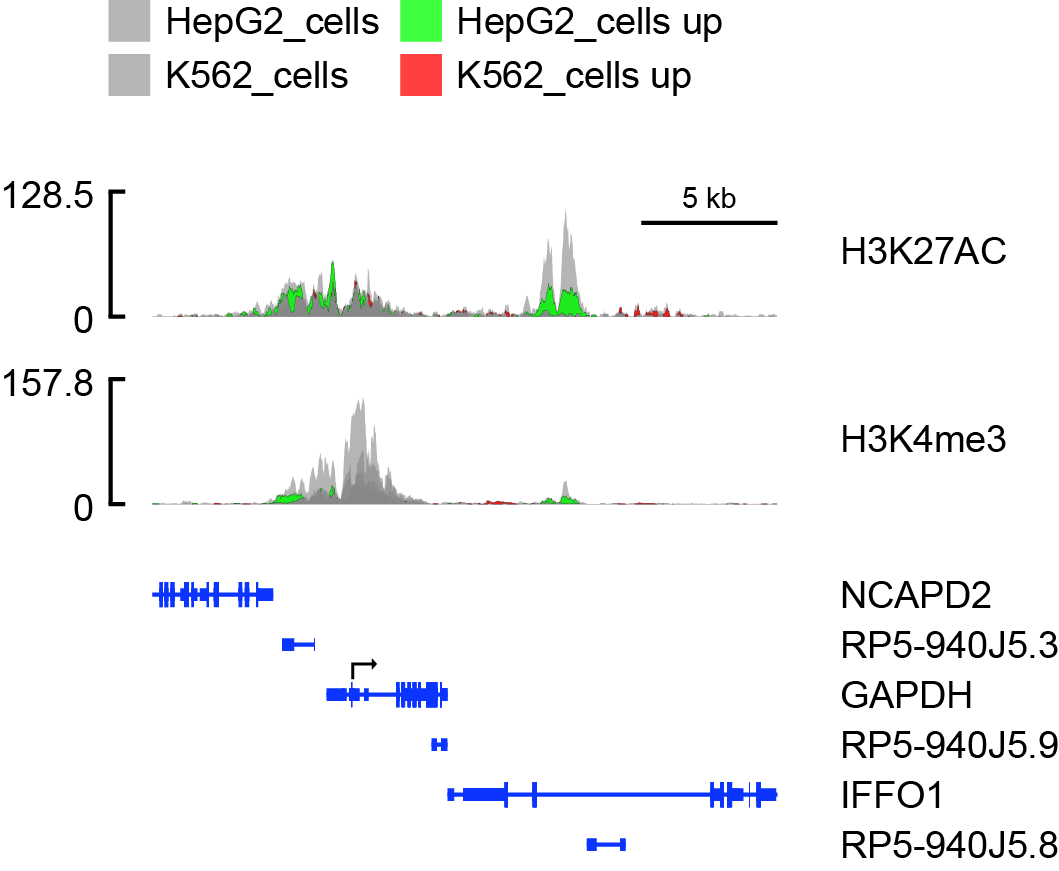 HepG2_cells HepG2_cells up
K562_cells K562_cells up
128.5
5 kb
H3K27AC
0
157.8
H3K4me3
0
NCAPD2
RP5-940J5.3
GAPDH
RP5-940J5.9
IFFO1
RP5-940J5.8